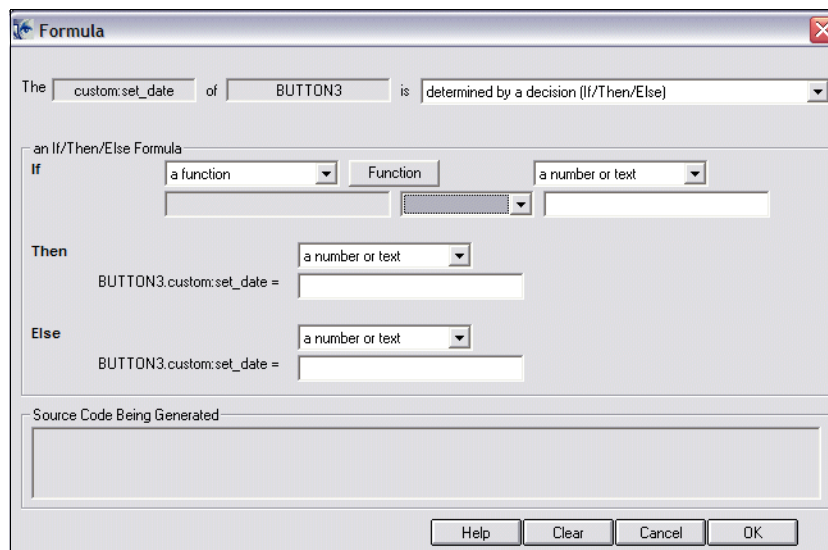 Formula
The custom:set_date of BUTTON3 is determined by a decision (If/Then/Else)
an If/Then/Else Formula
If a function Function a number or text
Then a number or text
BUTTON3.custom:set_date =
Else a number or text
BUTTON3.custom:set_date =
Source Code Being Generated
Help Clear Cancel OK